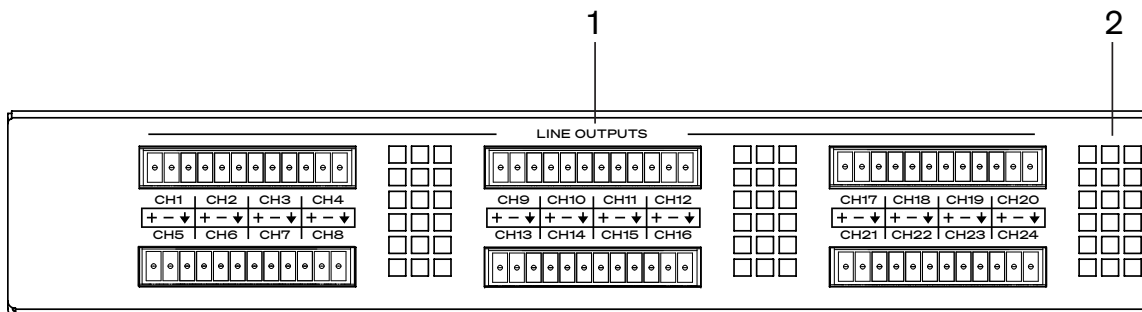 1 2
LINE OUTPUTS
CH1 CH2 CH3 CH4 CH9 CH10 CH11 CH12 CH17 CH18 CH19 CH20
+ - ↓ + - ↓ + - ↓ + - ↓ + - ↓ + - ↓ + - ↓ + - ↓ + - ↓ + - ↓ + - ↓ + - ↓
CH5 CH6 CH7 CH8 CH13 CH14 CH15 CH16 CH21 CH22 CH23 CH24